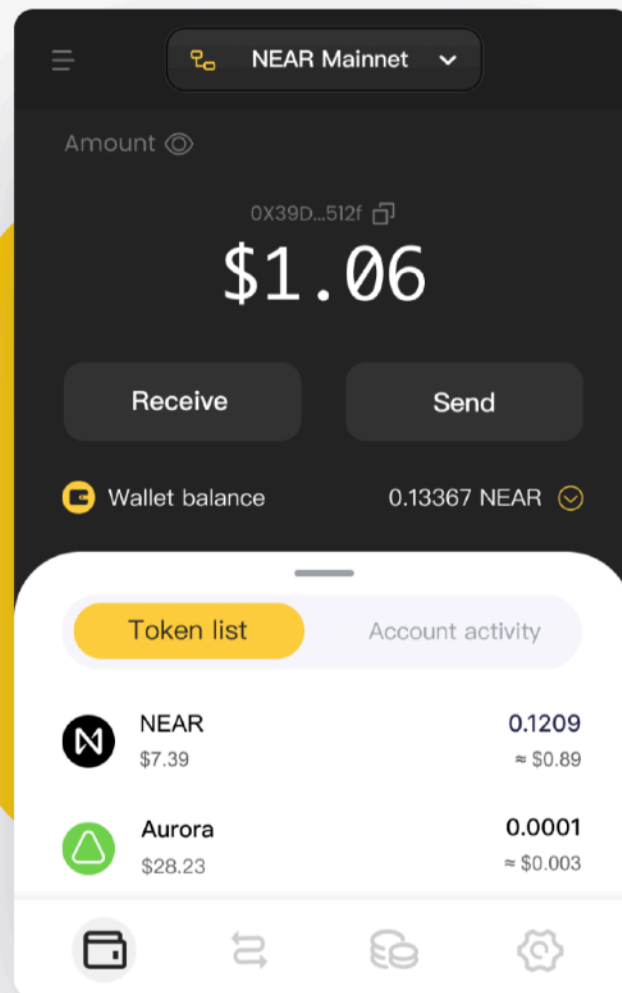 NEAR Mainnet
Amount
0X39D...512f
$1.06
Receive
Send
Wallet balance
0.13367 NEAR
Token list
Account activity
NEAR
0.1209
$7.39
≈ $0.89
Aurora
0.0001
$28.23
≈ $0.003